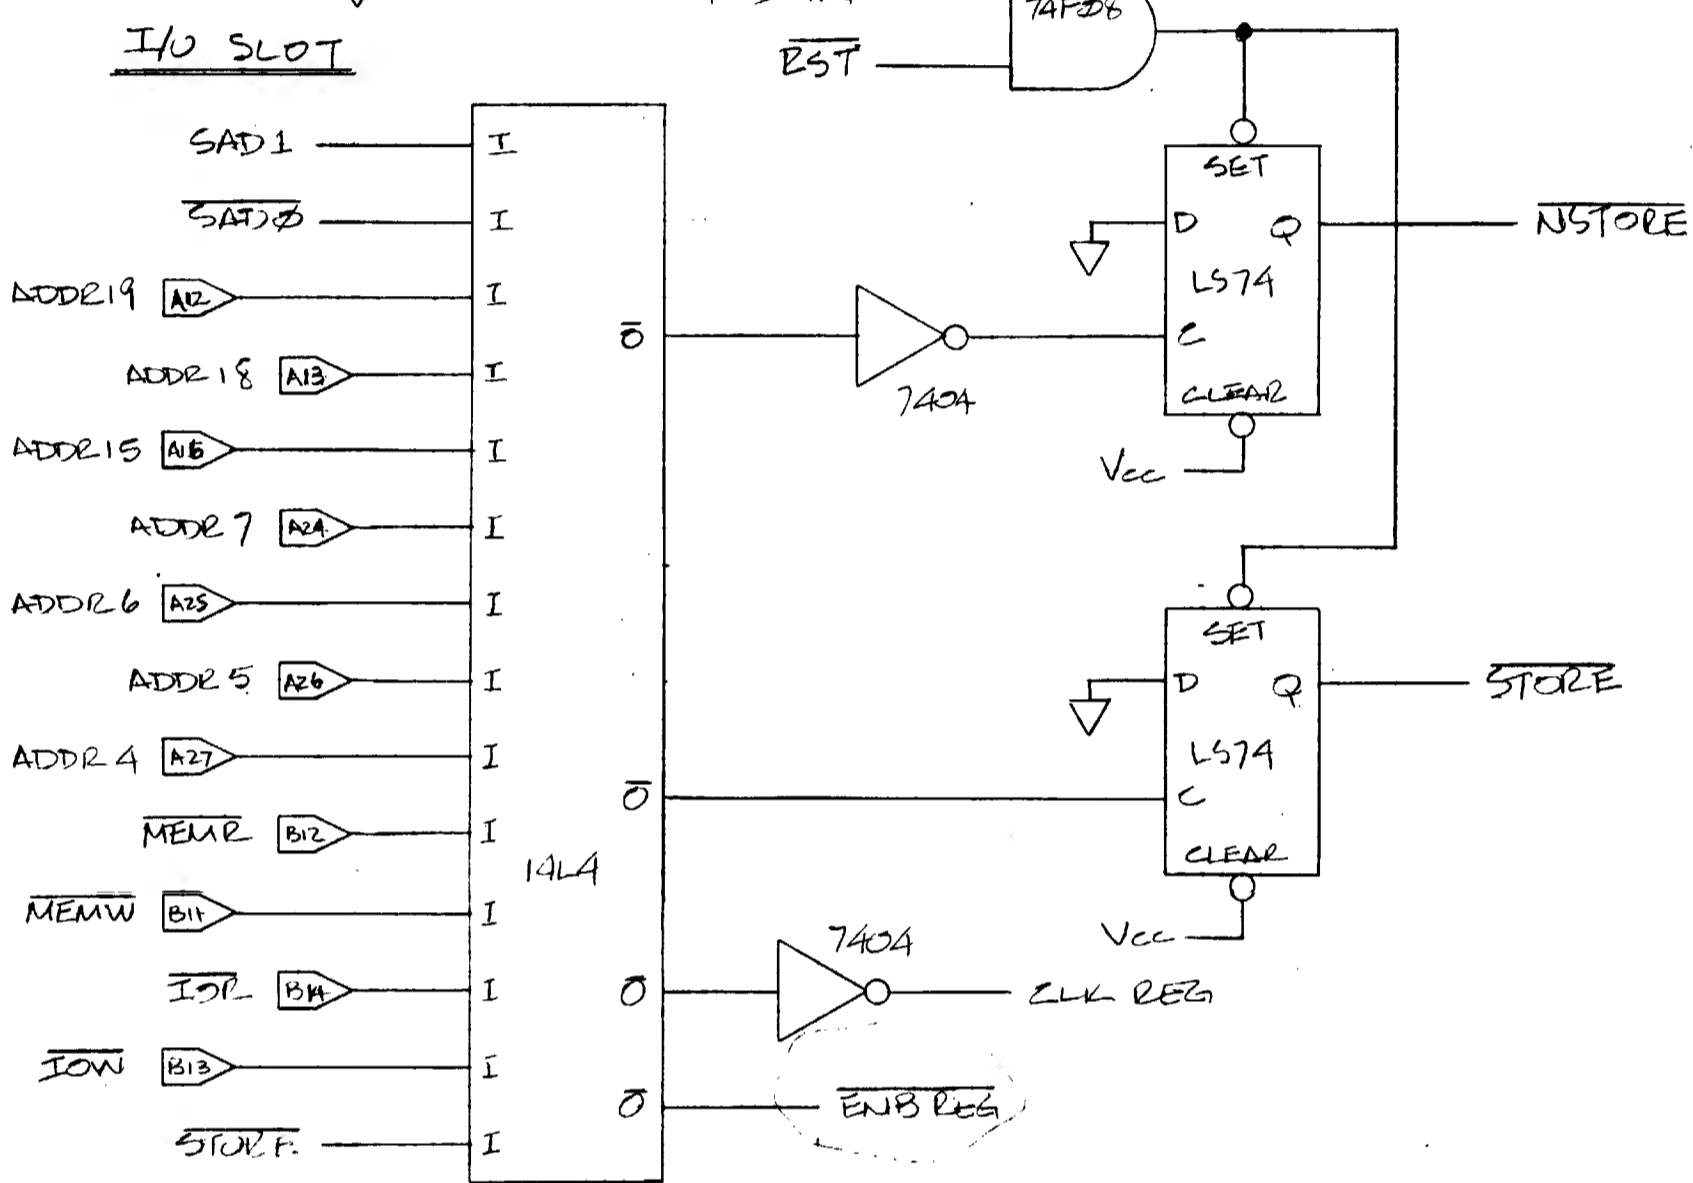 74F08
I/O SLOT
RST
SAD1 I
SET
SADØ I
D Q NSTORE
ADDR19 A12 I
LS74
O C
ADDR18 A13 I
CLEAR
7404
ADDR15 A16 I
Vcc
ADDR7 A24 I
ADDR6 A25 I
SET
ADDR5 A26 I
D Q STORE
ADDR4 A27 I
LS74
O C
MEMR B12 I
CLEAR
14L4
MEMW B11 I
7404 Vcc
IOR B14 I O CLK REG
IOW B13 I
O ENB REG
STORE I